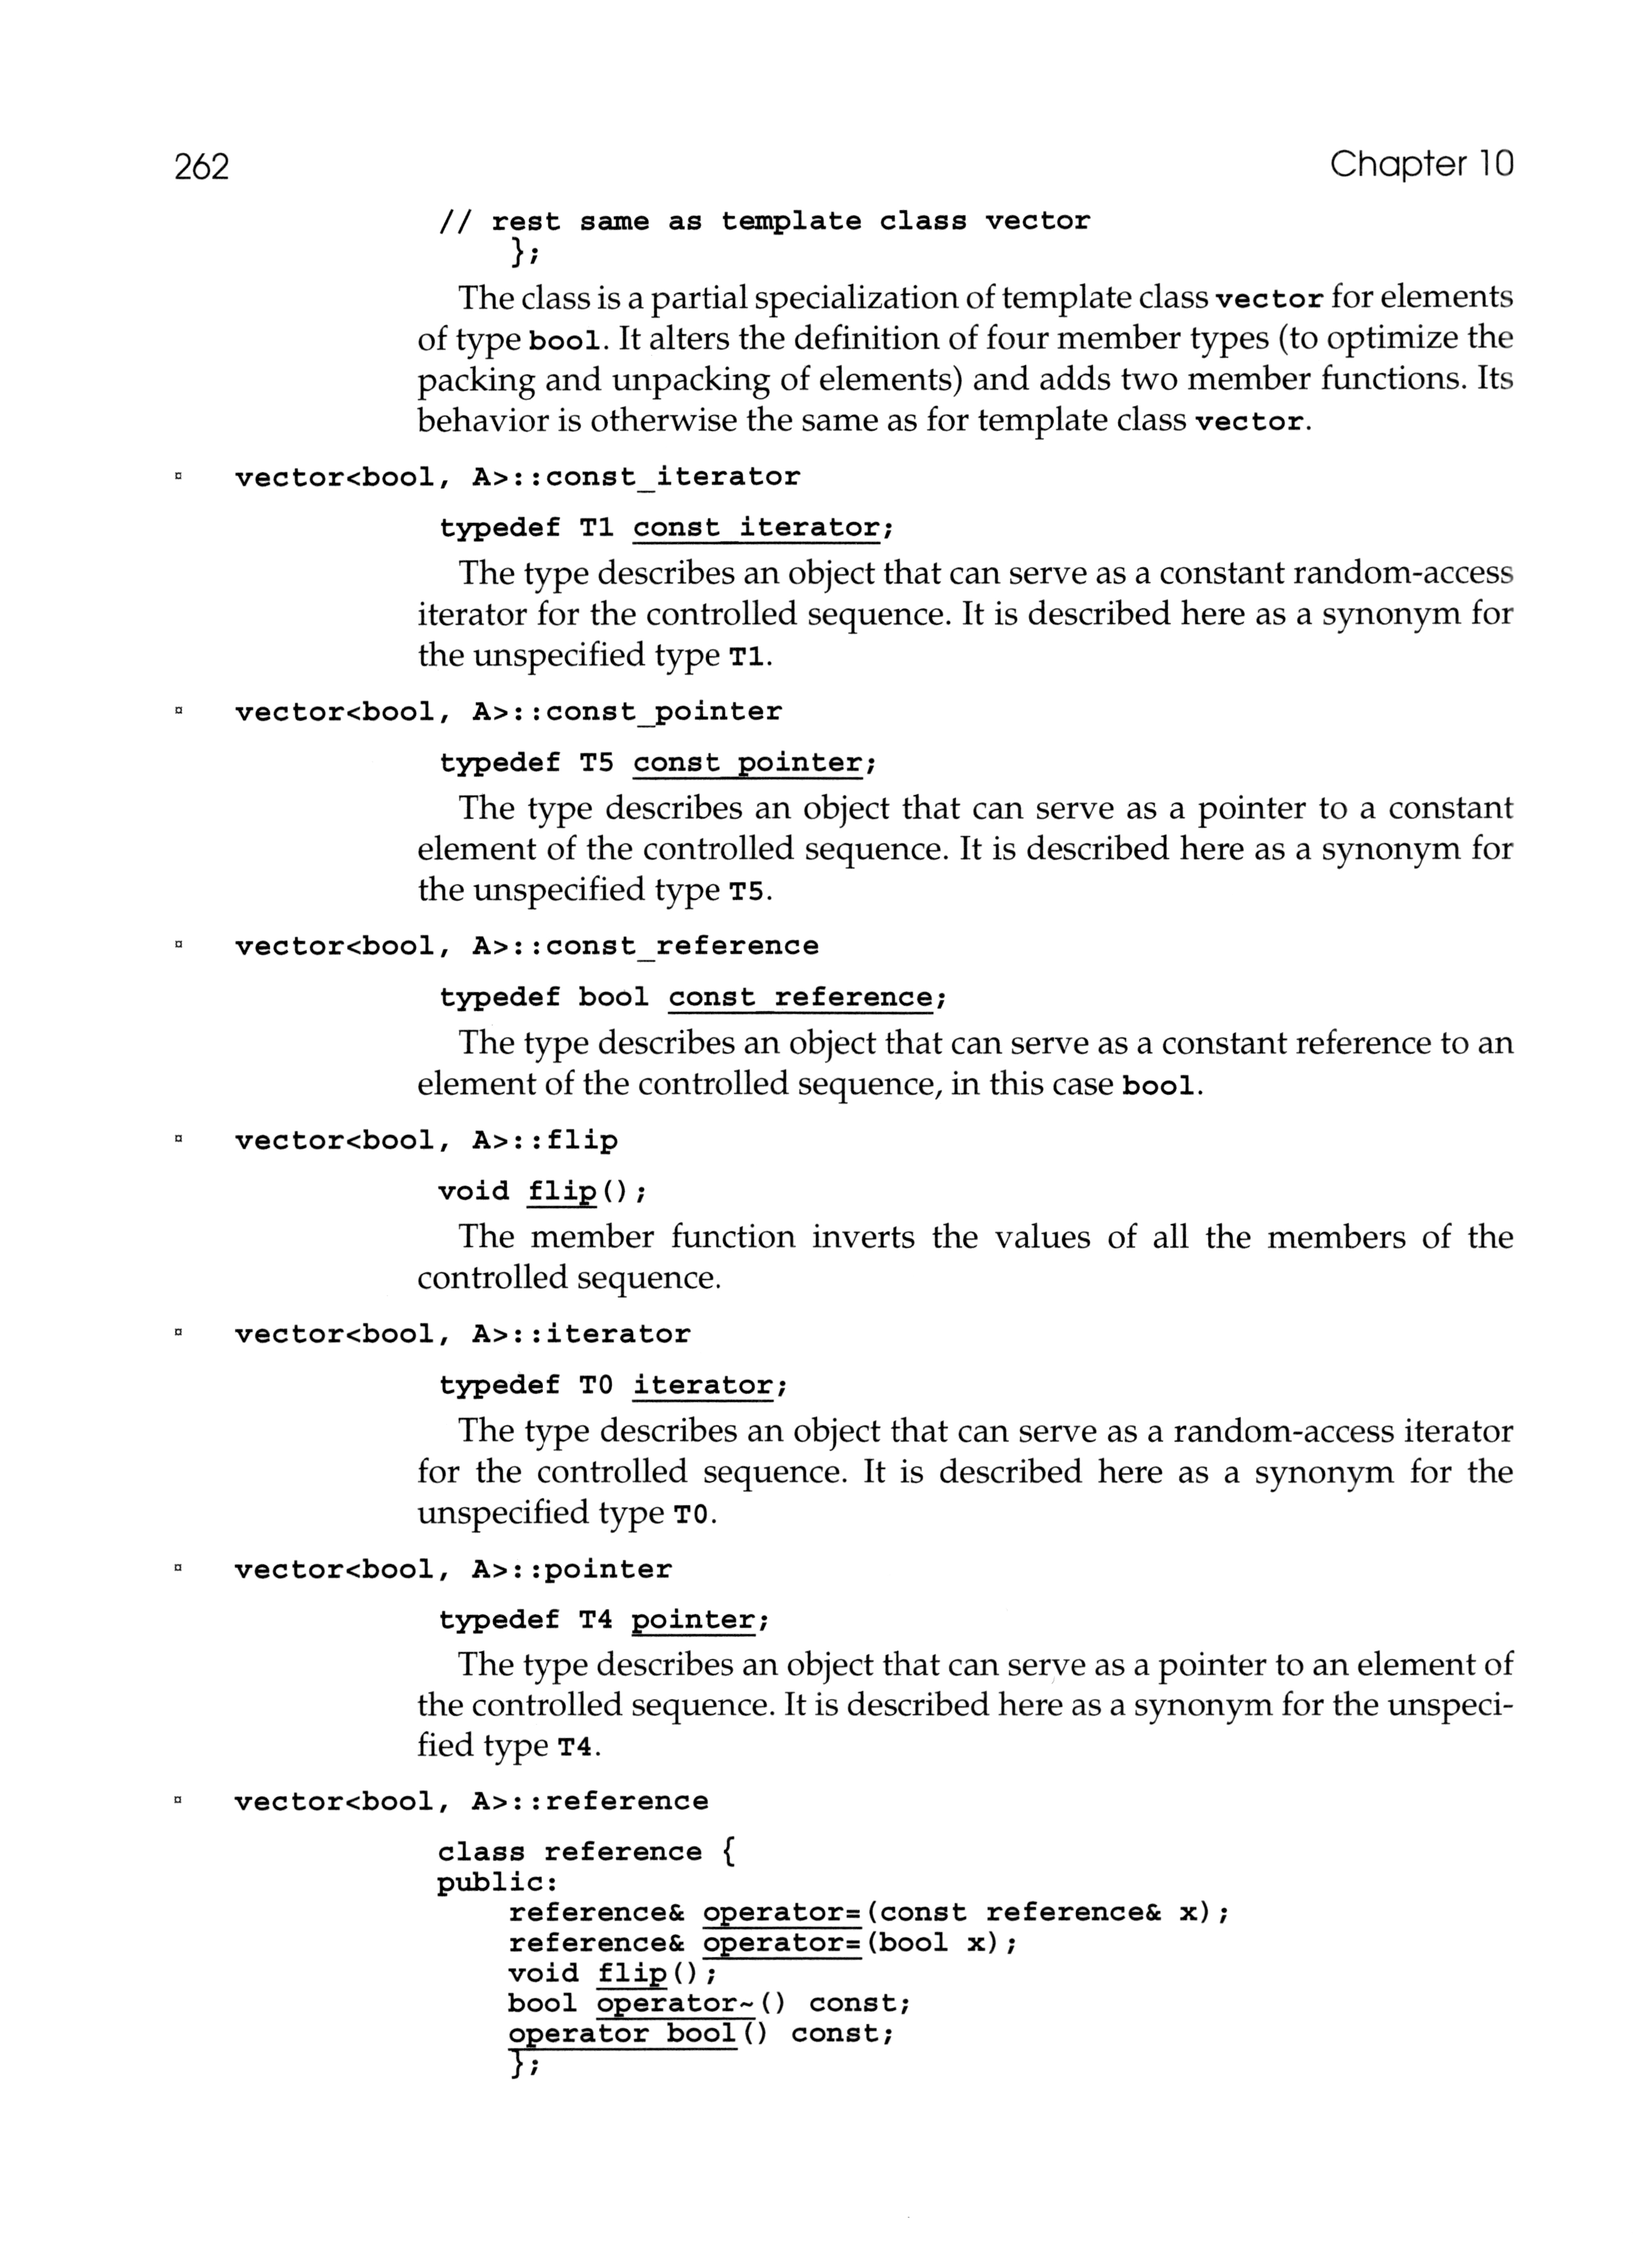 262 Chapter 10
// rest same as template class vector
};
The class is a partial specialization of template class vector for elements
of type bool. It alters the definition of four member types (to optimize the
packing and unpacking of elements) and adds two member functions. Its
behavior is otherwise the same as for template class vector.
▫ vector<bool, A>::const_iterator
typedef T1 const_iterator;
The type describes an object that can serve as a constant random-access
iterator for the controlled sequence. It is described here as a synonym for
the unspecified type T1.
▫ vector<bool, A>::const_pointer
typedef T5 const_pointer;
The type describes an object that can serve as a pointer to a constant
element of the controlled sequence. It is described here as a synonym for
the unspecified type T5.
▫ vector<bool, A>::const_reference
typedef bool const_reference;
The type describes an object that can serve as a constant reference to an
element of the controlled sequence, in this case bool.
▫ vector<bool, A>::flip
void flip();
The member function inverts the values of all the members of the
controlled sequence.
▫ vector<bool, A>::iterator
typedef T0 iterator;
The type describes an object that can serve as a random-access iterator
for the controlled sequence. It is described here as a synonym for the
unspecified type T0.
▫ vector<bool, A>::pointer
typedef T4 pointer;
The type describes an object that can serve as a pointer to an element of
the controlled sequence. It is described here as a synonym for the unspeci-
fied type T4.
▫ vector<bool, A>::reference
class reference {
public:
reference& operator=(const reference& x);
reference& operator=(bool x);
void flip();
bool operator~() const;
operator bool() const;
};